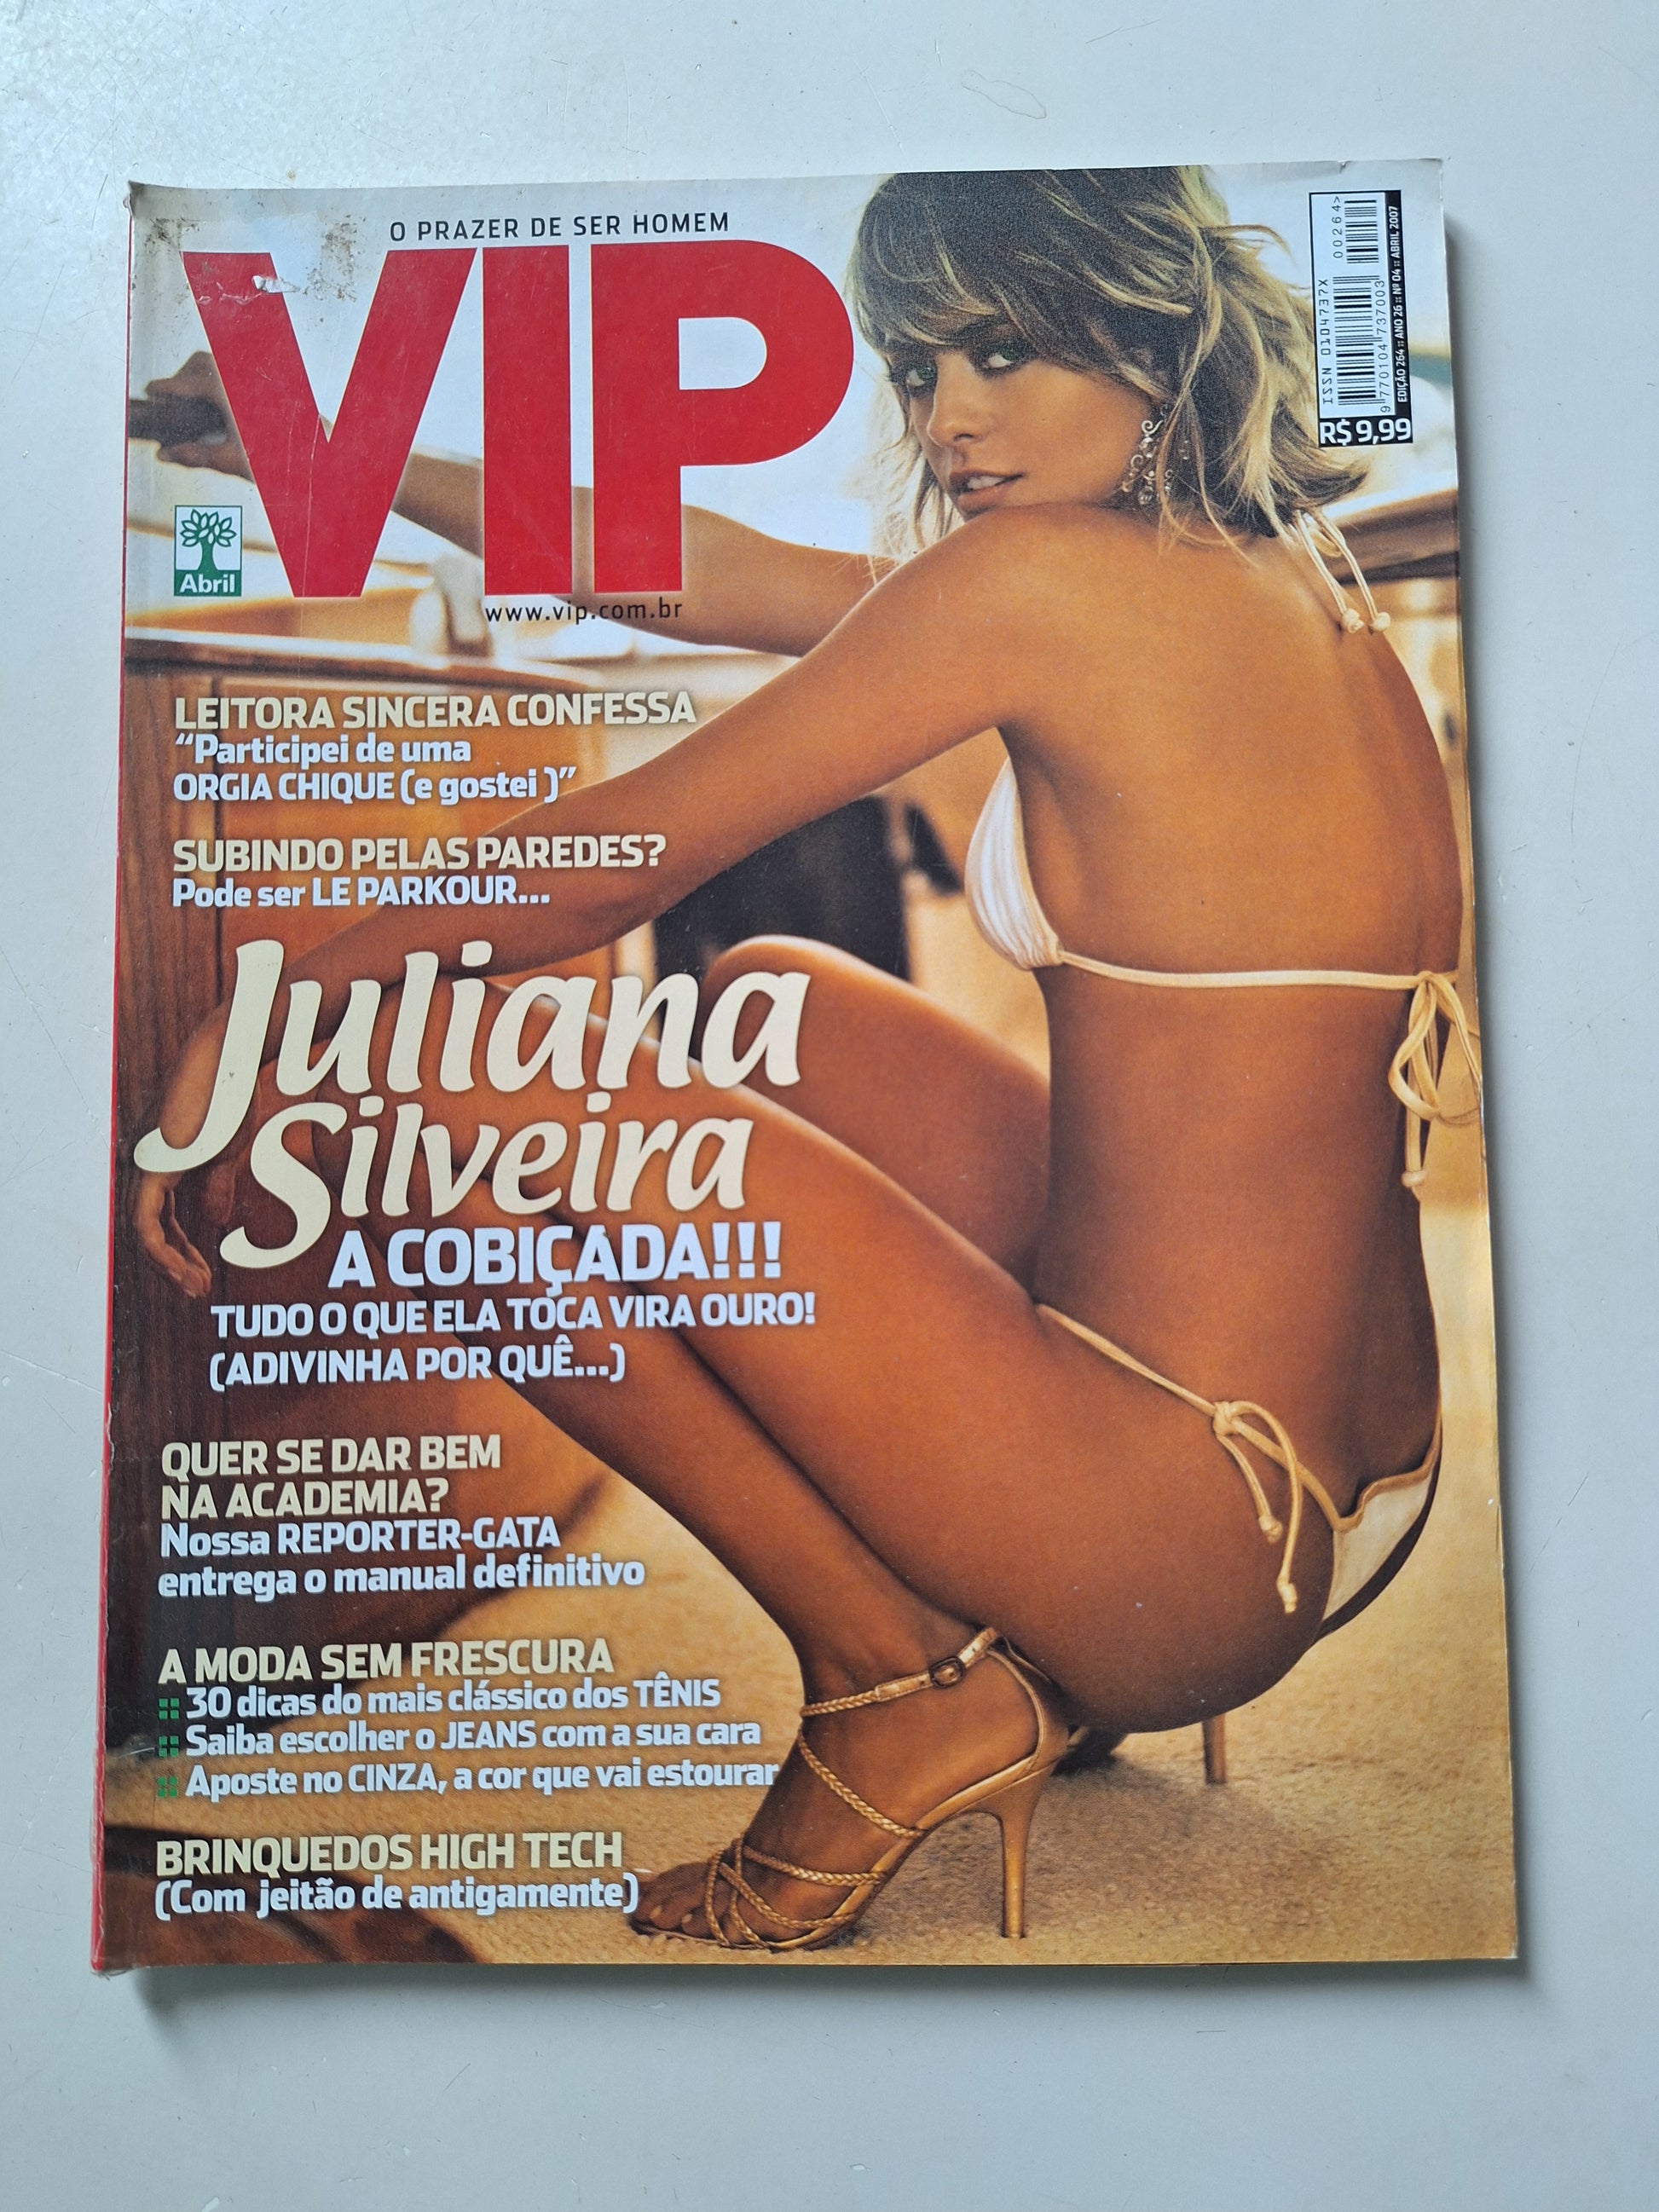 O PRAZER DE SER HOMEM
VIP
Abril
www.vip.com.br
ISSN 0104737X
00264>
9 770104 737003
EDIÇÃO 264 :: ANO 26 :: Nº 04 :: ABRIL 2007
R$ 9,99
LEITORA SINCERA CONFESSA
“Participei de uma
ORGIA CHIQUE (e gostei )”
SUBINDO PELAS PAREDES?
Pode ser LE PARKOUR...
Juliana
Silveira
A COBIÇADA!!!
TUDO O QUE ELA TOCA VIRA OURO!
(ADIVINHA POR QUÊ...)
QUER SE DAR BEM
NA ACADEMIA?
Nossa REPORTER-GATA
entrega o manual definitivo
A MODA SEM FRESCURA
:: 30 dicas do mais clássico dos TÊNIS
:: Saiba escolher o JEANS com a sua cara
:: Aposte no CINZA, a cor que vai estourar
BRINQUEDOS HIGH TECH
(Com jeitão de antigamente)